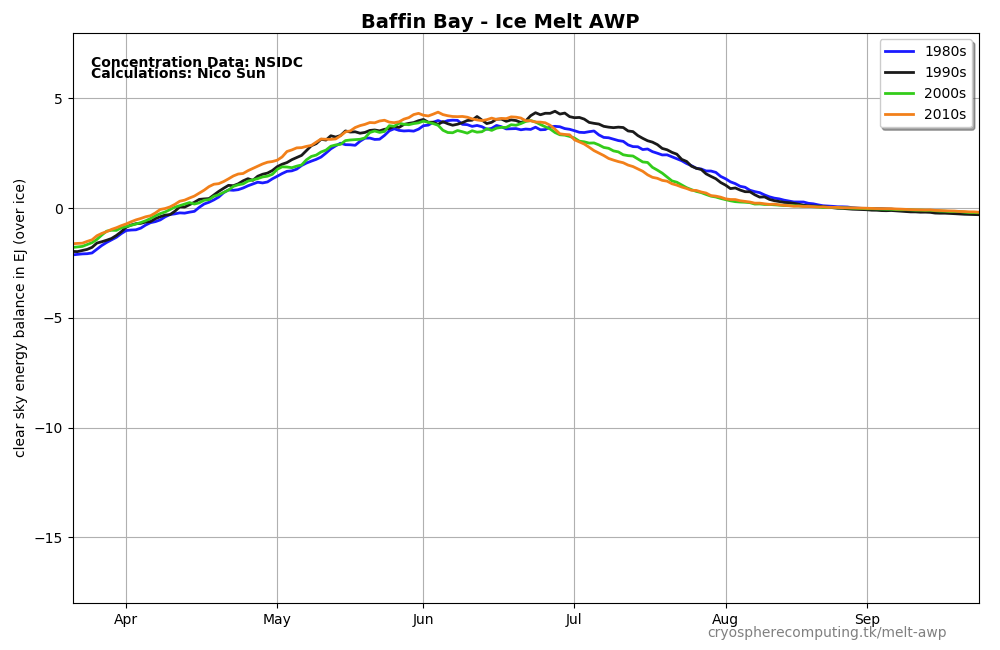 Baffin Bay - Ice Melt AWP
Concentration Data: NSIDC
Calculations: Nico Sun
1980s
1990s
2000s
2010s
clear sky energy balance in EJ (over ice)
5
0
−5
−10
−15
Apr May Jun Jul Aug Sep
cryospherecomputing.tk/melt-awp